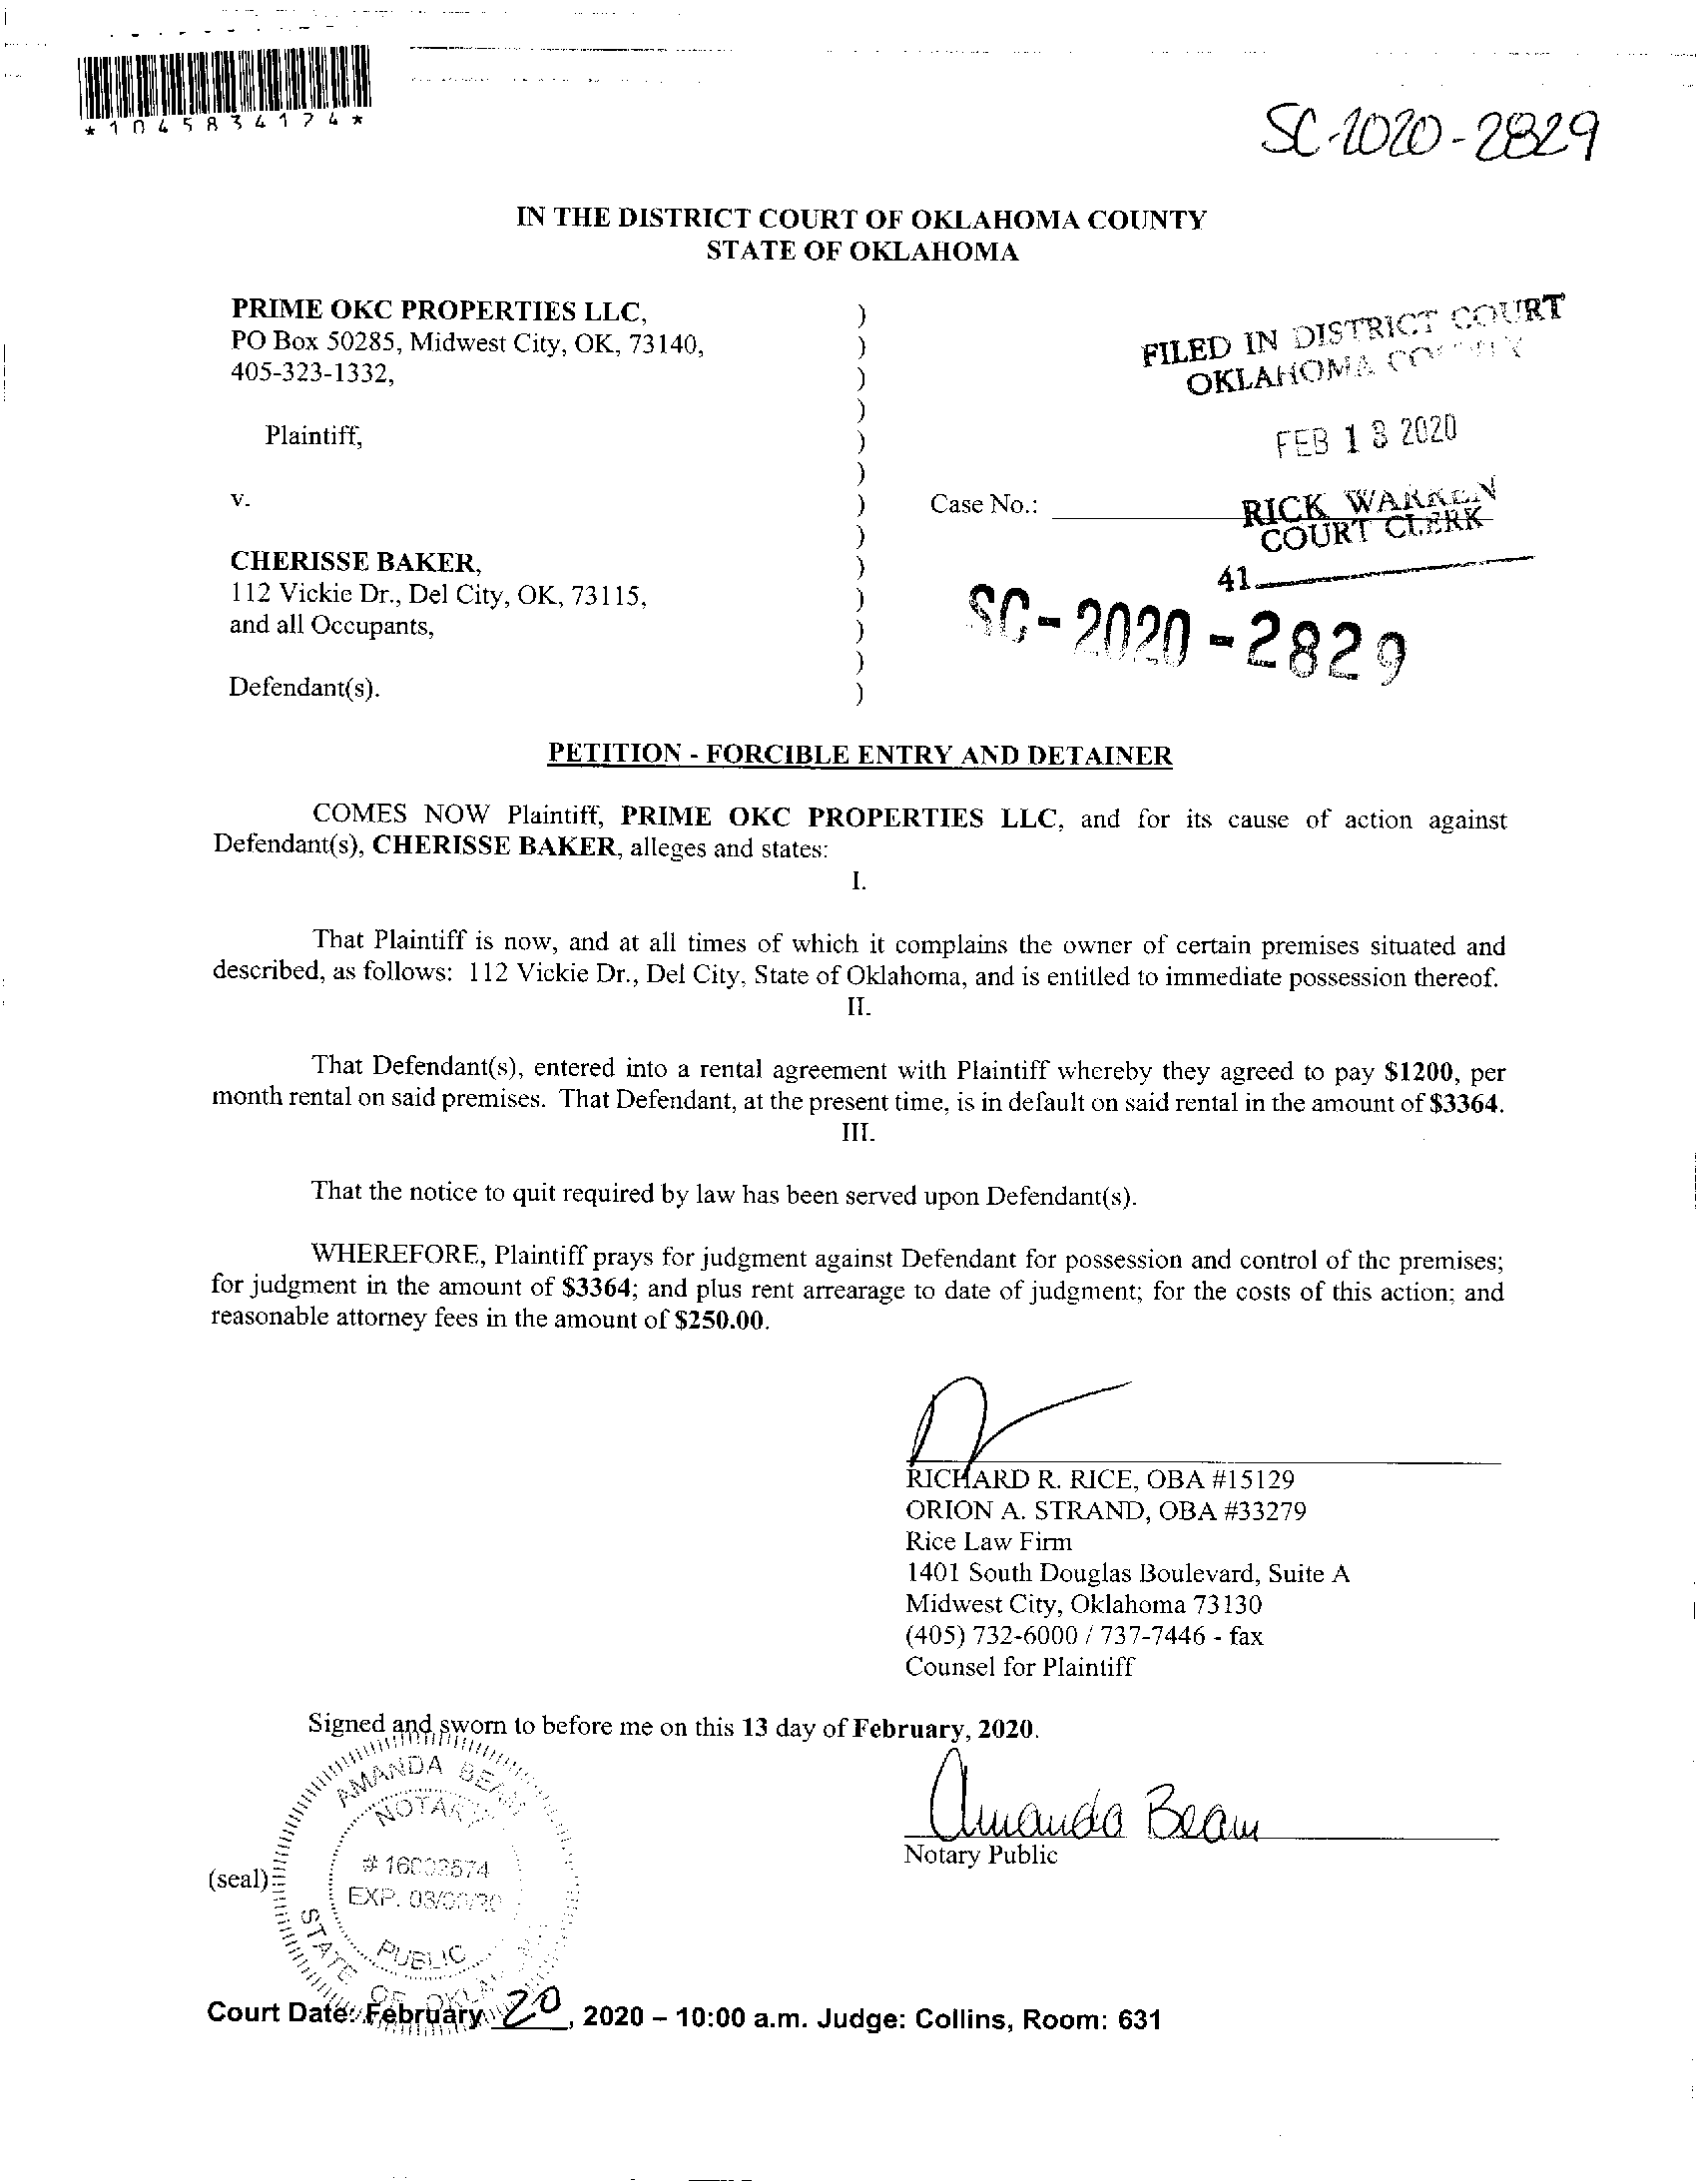 *1045834174*
SC-2020-2829
IN THE DISTRICT COURT OF OKLAHOMA COUNTY
STATE OF OKLAHOMA
PRIME OKC PROPERTIES LLC, )
PO Box 50285, Midwest City, OK, 73140, )
405-323-1332, )
)
Plaintiff, )
)
v. )
)
CHERISSE BAKER, )
112 Vickie Dr., Del City, OK, 73115, )
and all Occupants, )
)
Defendant(s). )
FILED IN DISTRICT COURT
OKLAHOMA COUNTY
FEB 13 2020
Case No.:
RICK WARREN
COURT CLERK
41
SC-2020-2829
PETITION - FORCIBLE ENTRY AND DETAINER
COMES NOW Plaintiff, PRIME OKC PROPERTIES LLC, and for its cause of action against
Defendant(s), CHERISSE BAKER, alleges and states:
I.
That Plaintiff is now, and at all times of which it complains the owner of certain premises situated and
described, as follows: 112 Vickie Dr., Del City, State of Oklahoma, and is entitled to immediate possession thereof.
II.
That Defendant(s), entered into a rental agreement with Plaintiff whereby they agreed to pay $1200, per
month rental on said premises. That Defendant, at the present time, is in default on said rental in the amount of $3364.
III.
That the notice to quit required by law has been served upon Defendant(s).
WHEREFORE, Plaintiff prays for judgment against Defendant for possession and control of the premises;
for judgment in the amount of $3364; and plus rent arrearage to date of judgment; for the costs of this action; and
reasonable attorney fees in the amount of $250.00.
RICHARD R. RICE, OBA #15129
ORION A. STRAND, OBA #33279
Rice Law Firm
1401 South Douglas Boulevard, Suite A
Midwest City, Oklahoma 73130
(405) 732-6000 / 737-7446 - fax
Counsel for Plaintiff
Signed and sworn to before me on this 13 day of February, 2020.
Amanda Beam
Notary Public
(seal)
AMANDA BEAM
NOTARY
EXP.
PUBLIC
STATE OF
Court Date: February 20, 2020 – 10:00 a.m. Judge: Collins, Room: 631